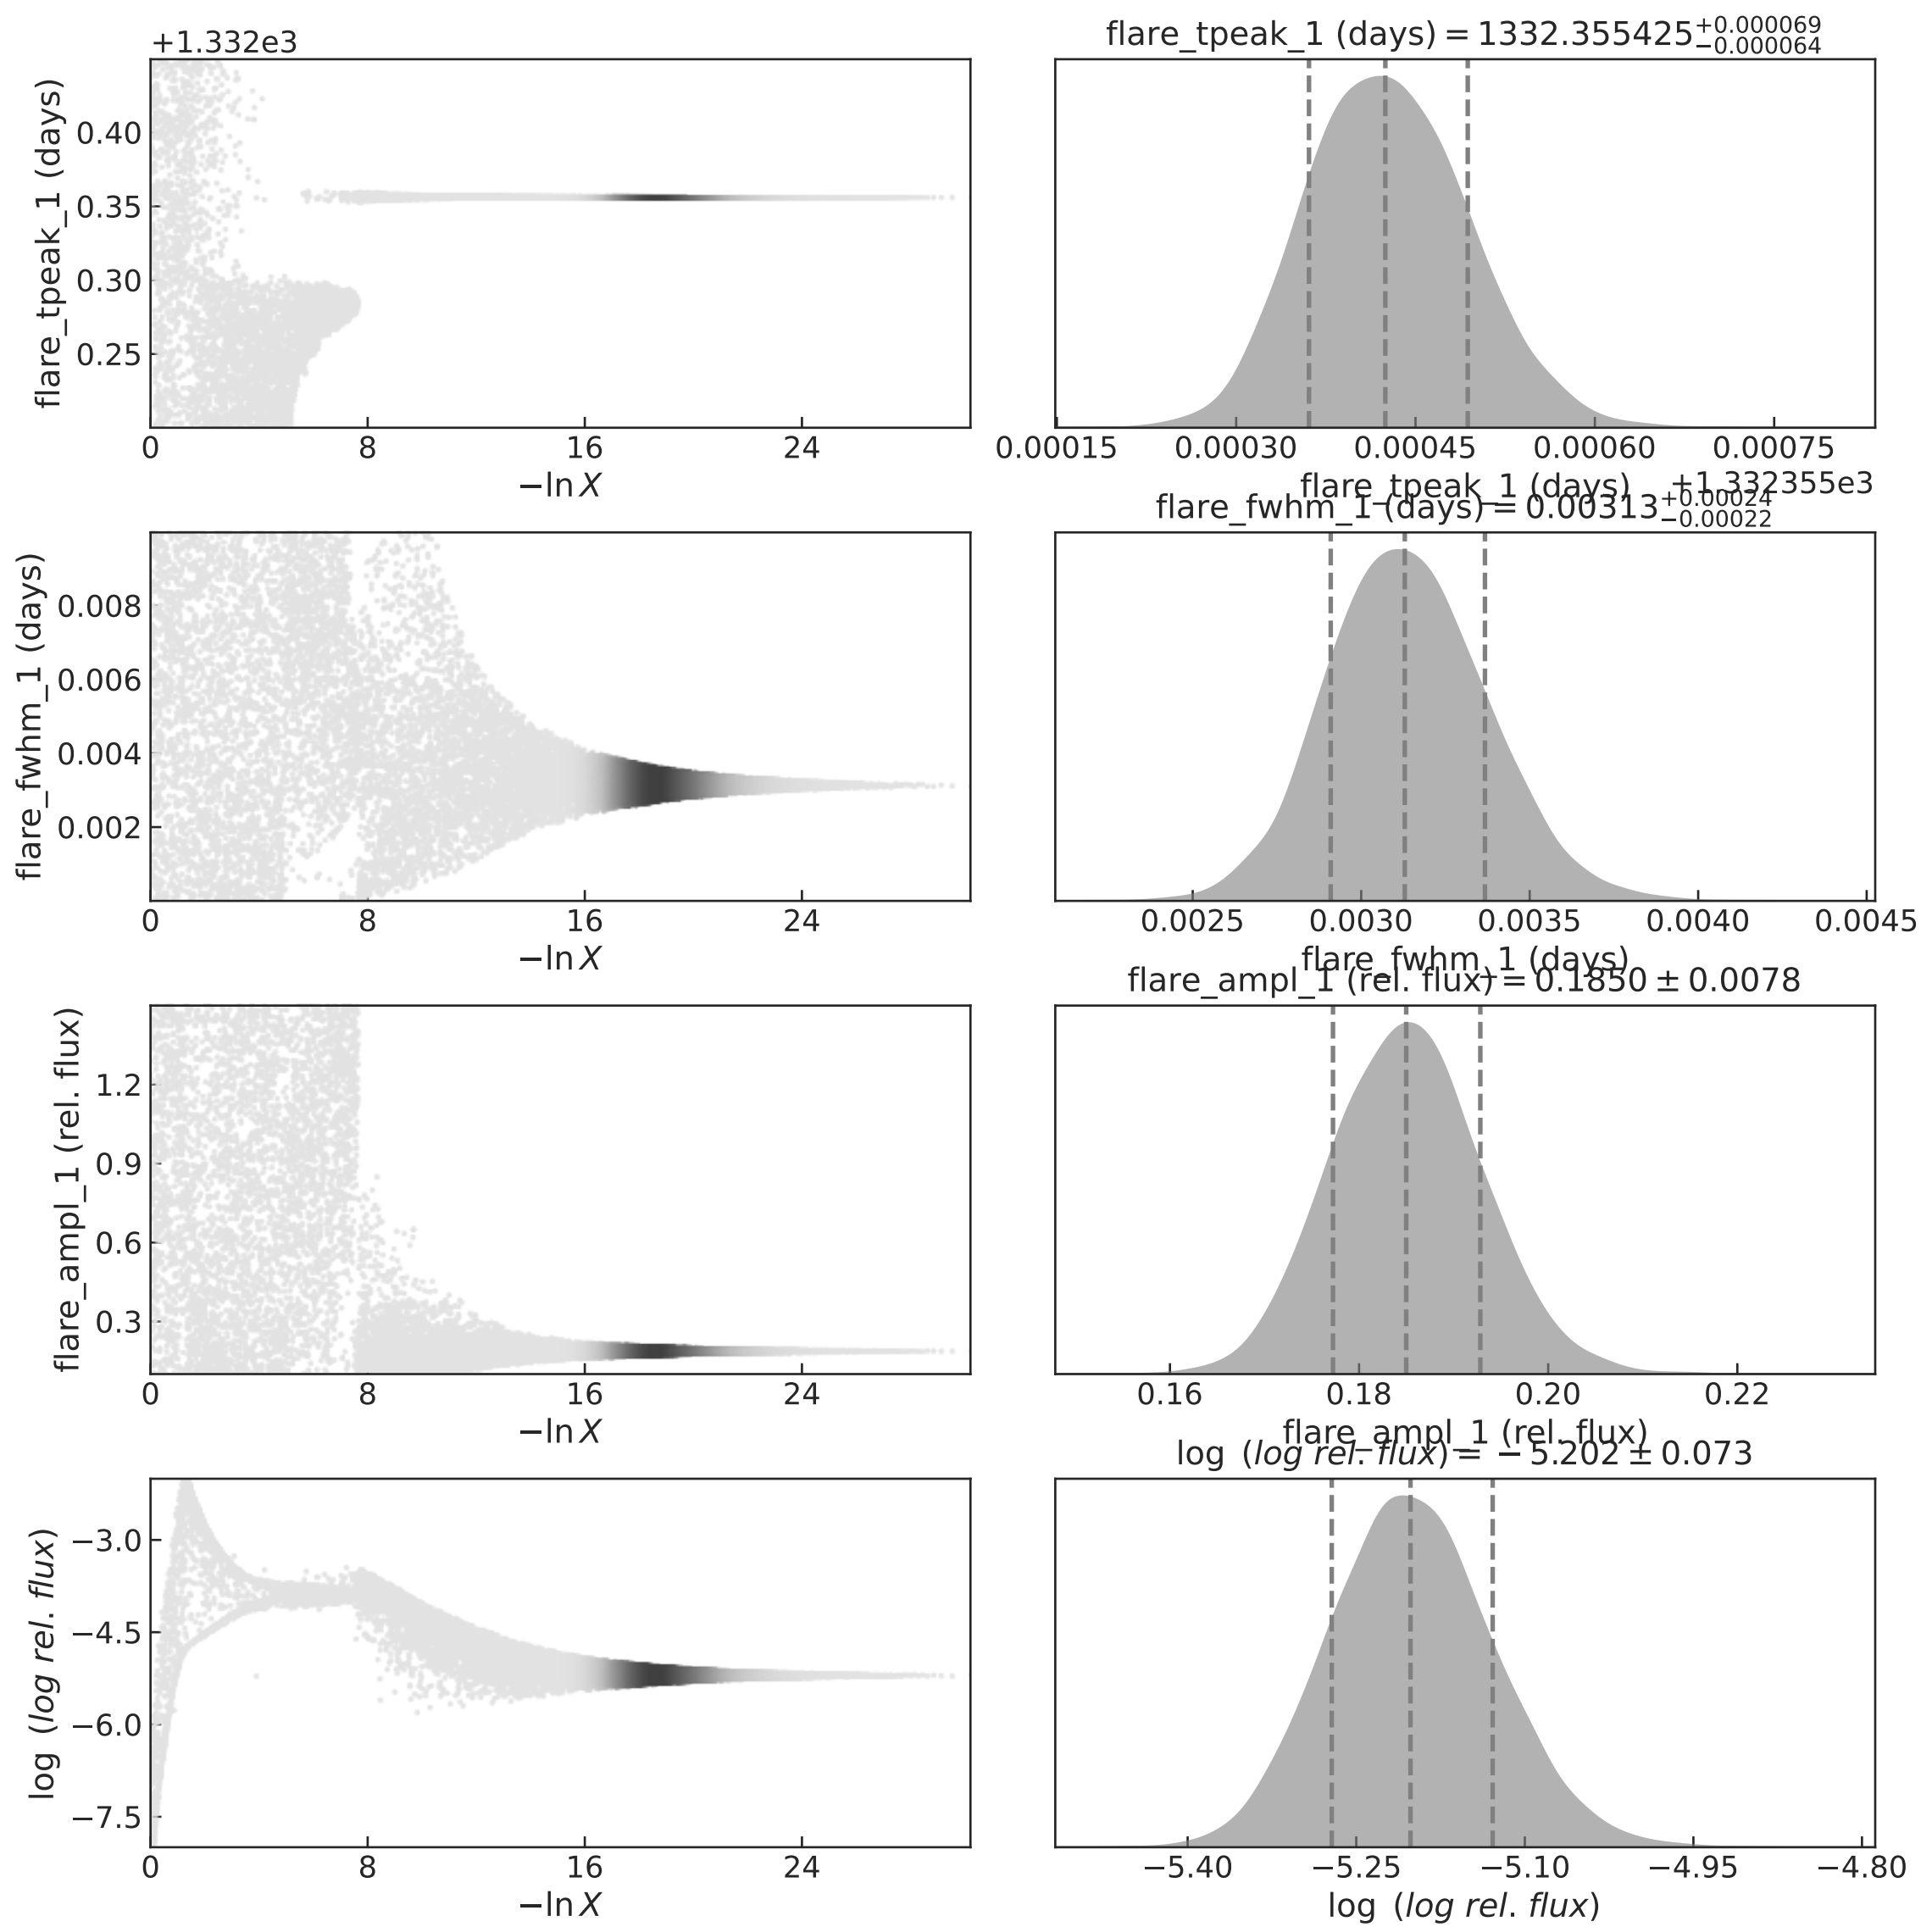 +1.332e3
flare_tpeak_1 (days) = 1332.355425 +0.000069 −0.000064
flare_tpeak_1 (days)
0.40
0.35
0.30
0.25
0 8 16 24
−ln X
0.00015 0.00030 0.00045 0.00060 0.00075
flare_tpeak_1 (days)
+1.332355e3
flare_fwhm_1 (days) = 0.00313 +0.00024 −0.00022
flare_fwhm_1 (days)
0.008
0.006
0.004
0.002
0 8 16 24
−ln X
0.0025 0.0030 0.0035 0.0040 0.0045
flare_fwhm_1 (days)
flare_ampl_1 (rel. flux) = 0.1850 ± 0.0078
flare_ampl_1 (rel. flux)
1.2
0.9
0.6
0.3
0 8 16 24
−ln X
0.16 0.18 0.20 0.22
flare_ampl_1 (rel. flux)
log (log rel. flux) = −5.202 ± 0.073
log (log rel. flux)
−3.0
−4.5
−6.0
−7.5
0 8 16 24
−ln X
−5.40 −5.25 −5.10 −4.95 −4.80
log (log rel. flux)